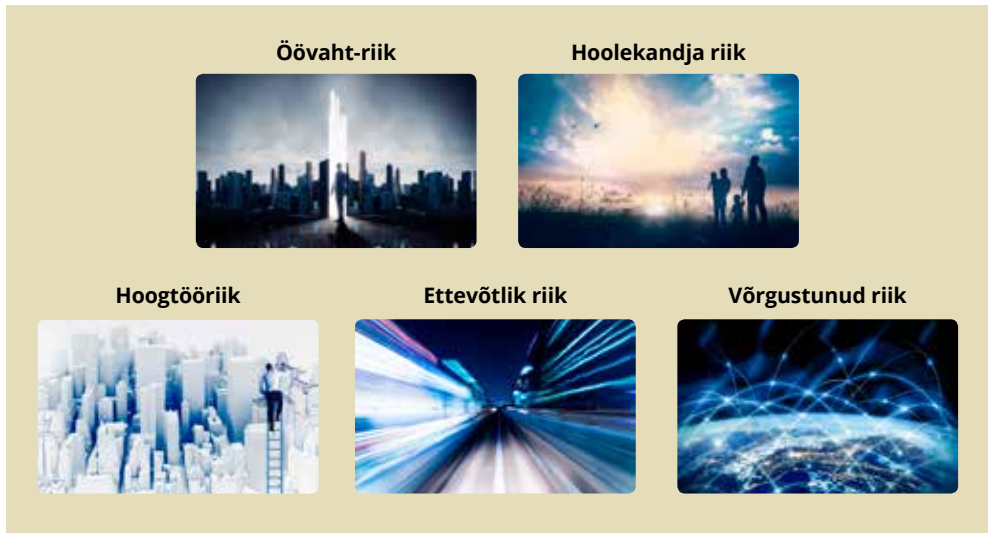 Öövaht-riik
Hoolekandja riik
Hoogtööriik
Ettevõtlik riik
Võrgustunud riik